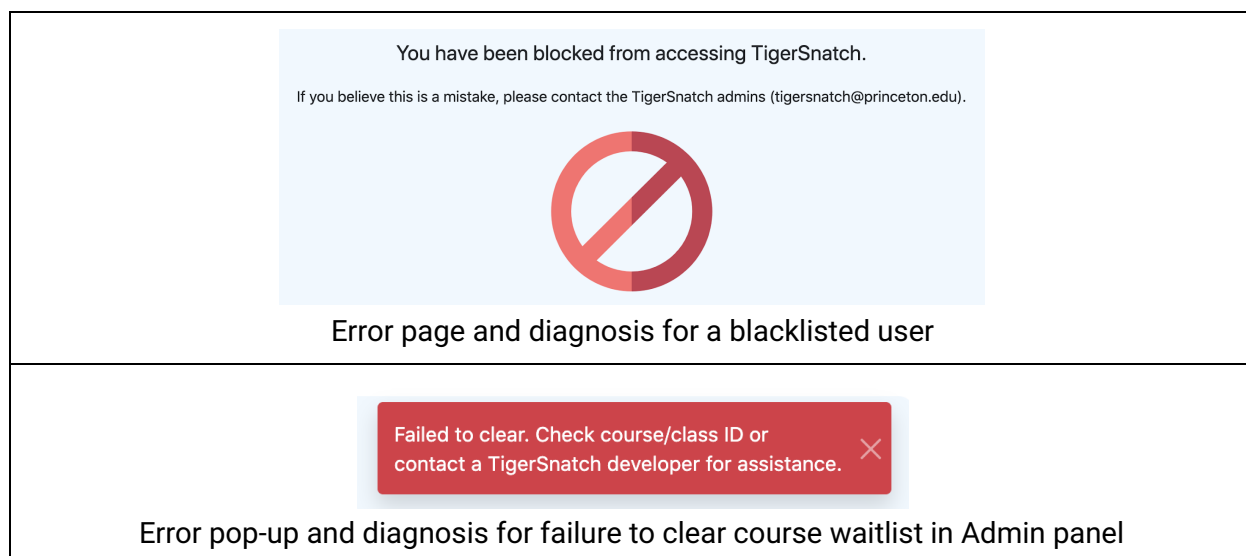 You have been blocked from accessing TigerSnatch.
If you believe this is a mistake, please contact the TigerSnatch admins (tigersnatch@princeton.edu).
Error page and diagnosis for a blacklisted user
Failed to clear. Check course/class ID or
contact a TigerSnatch developer for assistance.
Error pop-up and diagnosis for failure to clear course waitlist in Admin panel